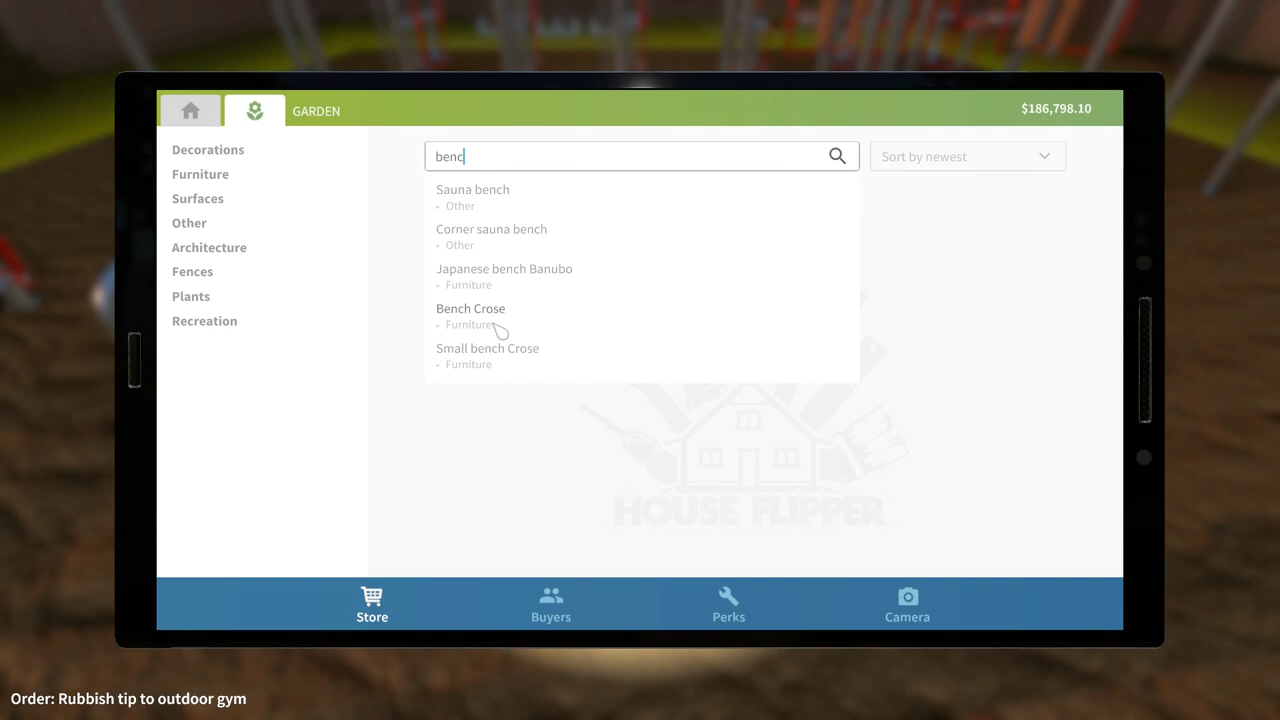 GARDEN
$186,798.10
Decorations
Furniture
Surfaces
Other
Architecture
Fences
Plants
Recreation
benc
Sort by newest
Sauna bench
• Other
Corner sauna bench
• Other
Japanese bench Banubo
• Furniture
Bench Crose
• Furniture
Small bench Crose
• Furniture
HOUSE FLIPPER
Store
Buyers
Perks
Camera
Order: Rubbish tip to outdoor gym